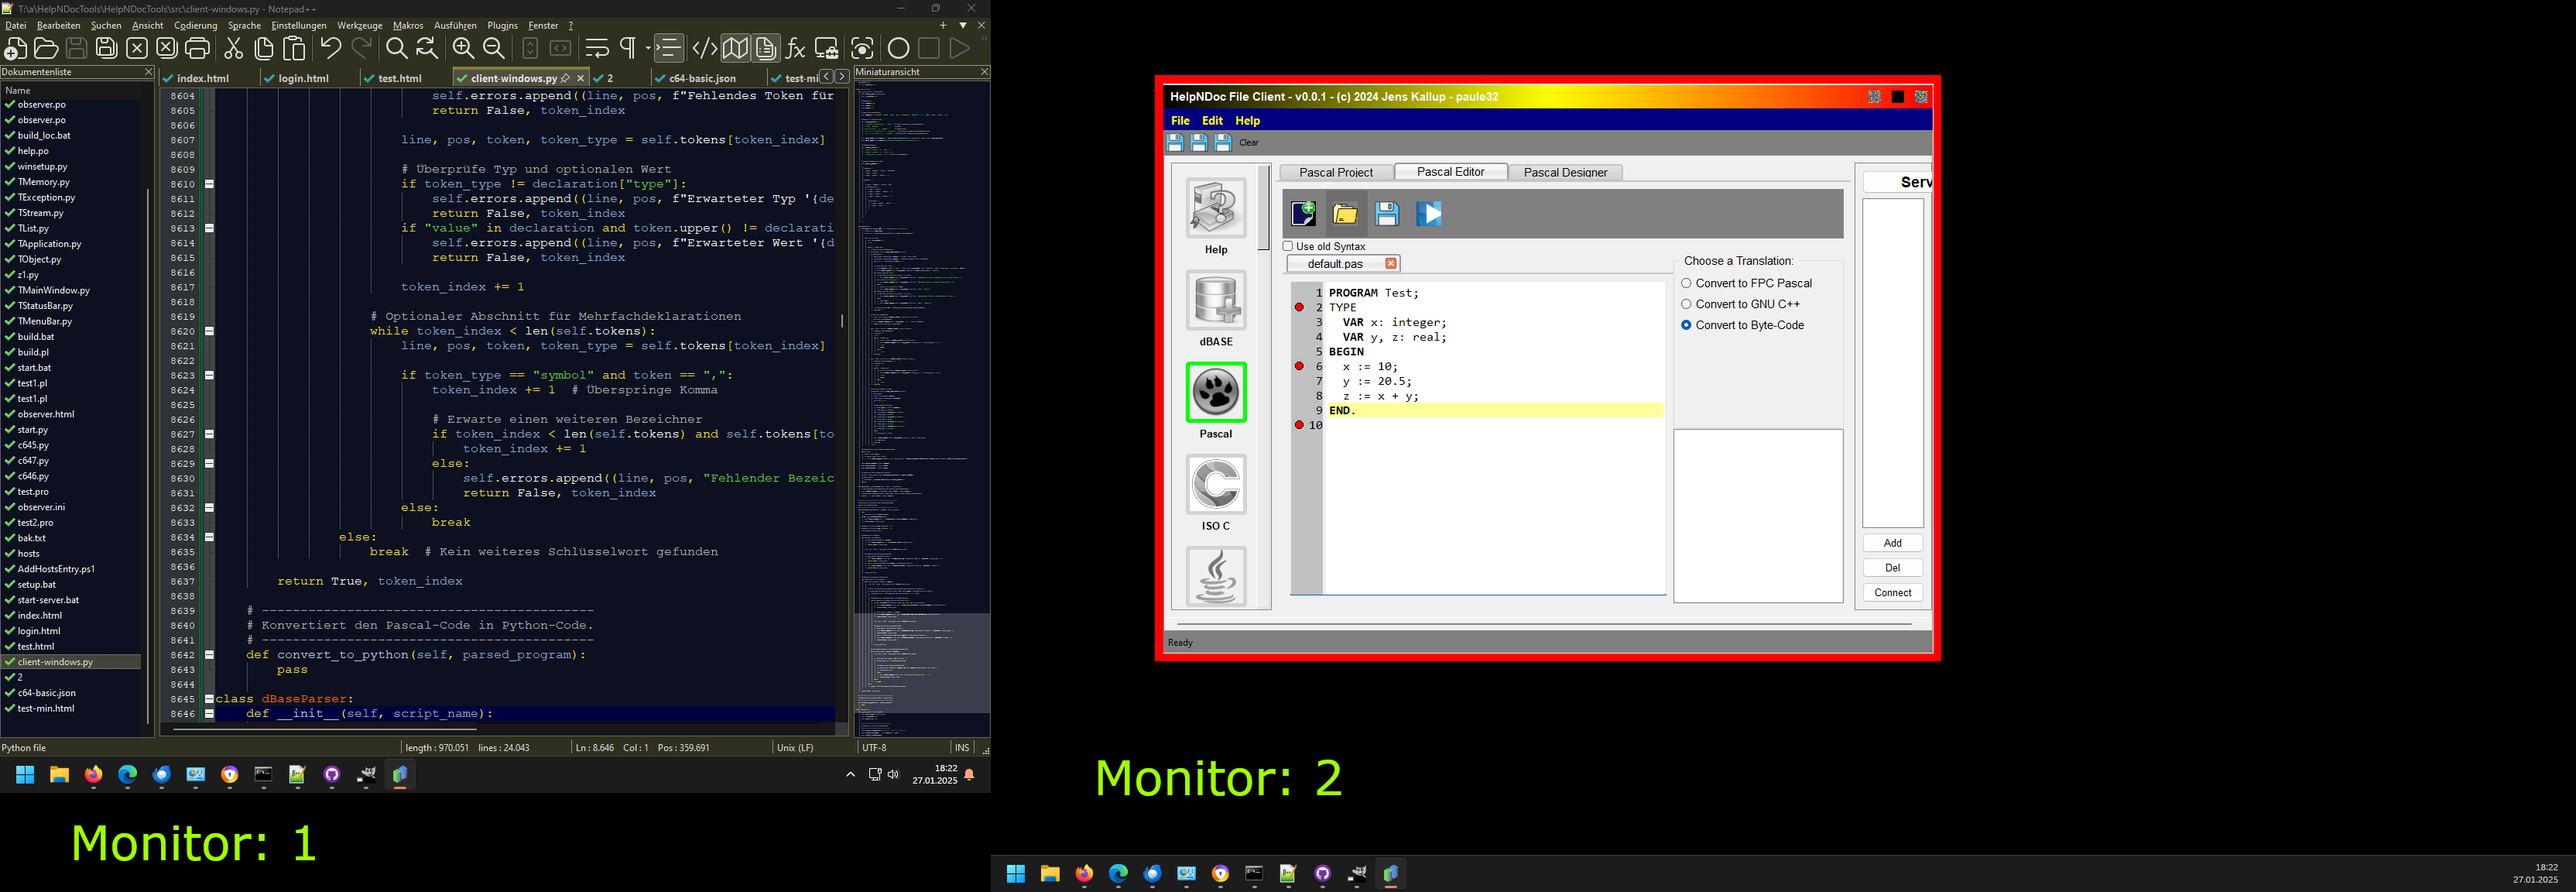 T:\a\HelpNDocTools\HelpNDocTools\src\client-windows.py - Notepad++
Datei Bearbeiten Suchen Ansicht Codierung Sprache Einstellungen Werkzeuge Makros Ausführen Plugins Fenster ?
Dokumentenliste
Name
observer.po
observer.po
build_loc.bat
help.po
winsetup.py
TMemory.py
TException.py
TStream.py
TList.py
TApplication.py
TObject.py
z1.py
TMainWindow.py
TStatusBar.py
TMenuBar.py
build.bat
build.pl
start.bat
test1.pl
test1.pl
observer.html
start.py
c645.py
c647.py
c646.py
test.pro
observer.ini
test2.pro
bak.txt
hosts
AddHostsEntry.ps1
setup.bat
start-server.bat
index.html
login.html
test.html
client-windows.py
2
c64-basic.json
test-min.html
index.html login.html test.html client-windows.py 2 c64-basic.json test-mi
Miniaturansicht
8604 self.errors.append((line, pos, f"Fehlendes Token für
8605 return False, token_index
8606
8607 line, pos, token, token_type = self.tokens[token_index]
8608
8609 # Überprüfe Typ und optionalen Wert
8610 if token_type != declaration["type"]:
8611 self.errors.append((line, pos, f"Erwarteter Typ '{de
8612 return False, token_index
8613 if "value" in declaration and token.upper() != declarati
8614 self.errors.append((line, pos, f"Erwarteter Wert '{d
8615 return False, token_index
8616
8617 token_index += 1
8618
8619 # Optionaler Abschnitt für Mehrfachdeklarationen
8620 while token_index < len(self.tokens):
8621 line, pos, token, token_type = self.tokens[token_index]
8622
8623 if token_type == "symbol" and token == ",":
8624 token_index += 1 # Überspringe Komma
8625
8626 # Erwarte einen weiteren Bezeichner
8627 if token_index < len(self.tokens) and self.tokens[to
8628 token_index += 1
8629 else:
8630 self.errors.append((line, pos, "Fehlender Bezeic
8631 return False, token_index
8632 else:
8633 break
8634 else:
8635 break # Kein weiteres Schlüsselwort gefunden
8636
8637 return True, token_index
8638
8639 # -------------------------------------------
8640 # Konvertiert den Pascal-Code in Python-Code.
8641 # -------------------------------------------
8642 def convert_to_python(self, parsed_program):
8643 pass
8644
8645 class dBaseParser:
8646 def __init__(self, script_name):
Python file length : 970.051 lines : 24.043 Ln : 8.646 Col : 1 Pos : 359.691 Unix (LF) UTF-8 INS
18:22
27.01.2025
Monitor: 1
HelpNDoc File Client - v0.0.1 - (c) 2024 Jens Kallup - paule32
File Edit Help
Clear
Help
dBASE
Pascal
ISO C
Pascal Project Pascal Editor Pascal Designer
Use old Syntax
default.pas
1 PROGRAM Test;
2 TYPE
3 VAR x: integer;
4 VAR y, z: real;
5 BEGIN
6 x := 10;
7 y := 20.5;
8 z := x + y;
9 END.
10
Choose a Translation:
Convert to FPC Pascal
Convert to GNU C++
Convert to Byte-Code
Serv
Add
Del
Connect
Ready
Monitor: 2
18:22
27.01.2025